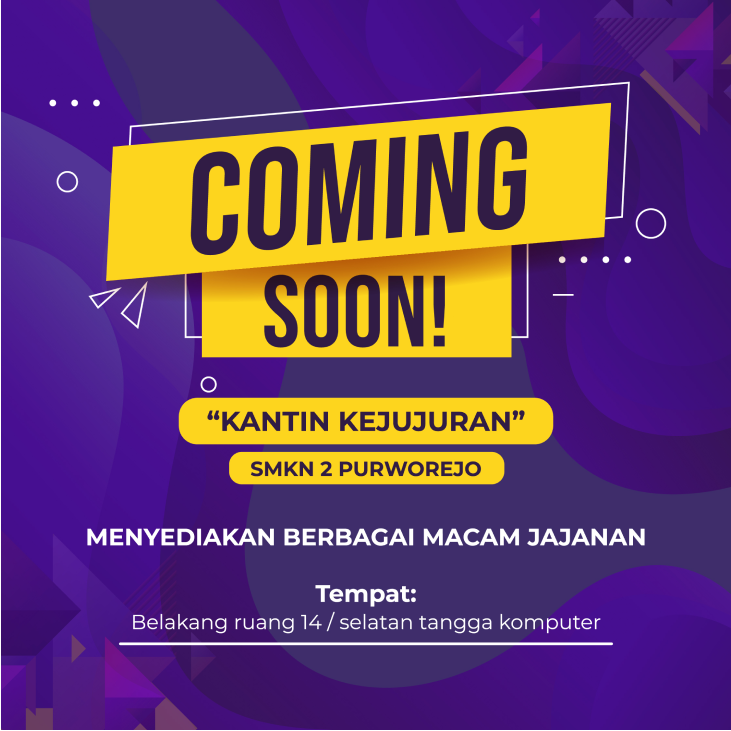 COMING
SOON!
“KANTIN KEJUJURAN”
SMKN 2 PURWOREJO
MENYEDIAKAN BERBAGAI MACAM JAJANAN
Tempat:
Belakang ruang 14 / selatan tangga komputer